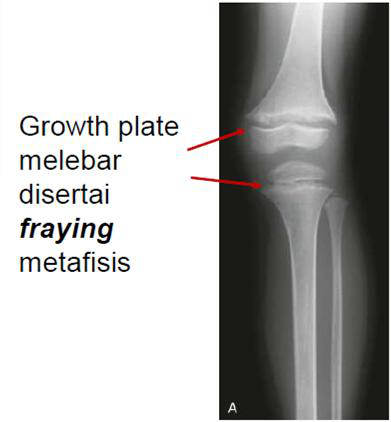 Growth plate
melebar
disertai
fraying
metafisis
A